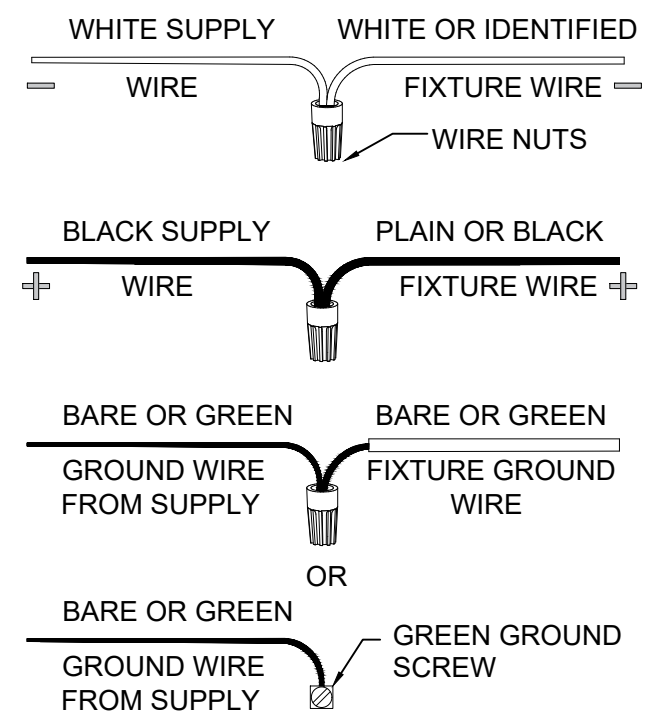 WHITE SUPPLY WHITE OR IDENTIFIED
WIRE FIXTURE WIRE
WIRE NUTS
BLACK SUPPLY PLAIN OR BLACK
WIRE FIXTURE WIRE
BARE OR GREEN BARE OR GREEN
GROUND WIRE FIXTURE GROUND
FROM SUPPLY WIRE
OR
BARE OR GREEN
GREEN GROUND
GROUND WIRE SCREW
FROM SUPPLY